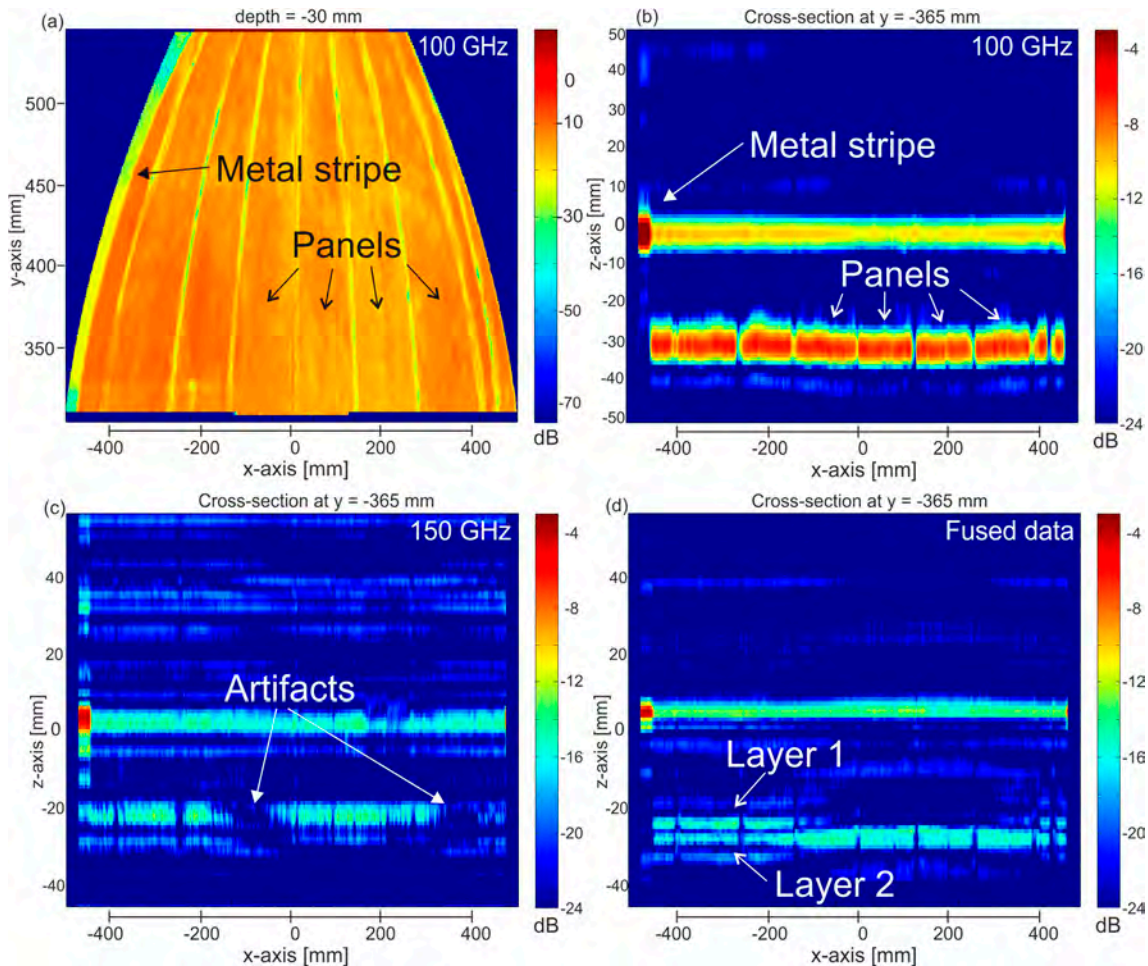 (a) depth = -30 mm
100 GHz
0
-10
-30
-50
-70
dB
500
450
400
350
y-axis [mm]
Metal stripe
Panels
-400 -200 0 200 400
x-axis [mm]
(b) Cross-section at y = -365 mm
100 GHz
-4
-8
-12
-16
-20
-24
dB
50
40
30
20
10
0
-10
-20
-30
-40
-50
z-axis [mm]
Metal stripe
Panels
-400 -200 0 200 400
x-axis [mm]
(c) Cross-section at y = -365 mm
150 GHz
-4
-8
-12
-16
-20
-24
dB
40
20
0
-20
-40
z-axis [mm]
Artifacts
-400 -200 0 200 400
x-axis [mm]
(d) Cross-section at y = -365 mm
Fused data
-4
-8
-12
-16
-20
-24
dB
40
20
0
-20
-40
z-axis [mm]
Layer 1
Layer 2
-400 -200 0 200 400
x-axis [mm]